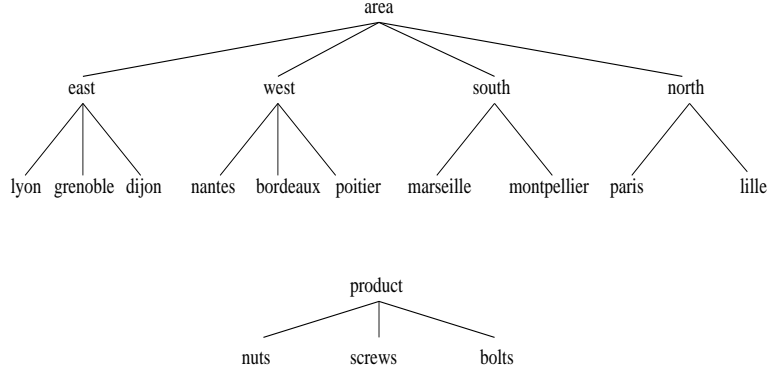 area
east west south north
lyon grenoble dijon nantes bordeaux poitier marseille montpellier paris lille
product
nuts screws bolts